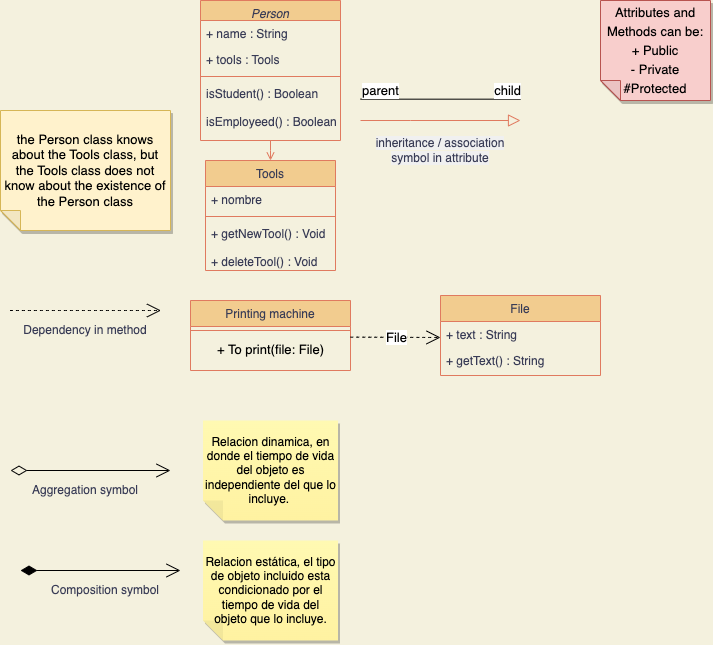 Person
+ name : String
+ tools : Tools
isStudent() : Boolean
isEmployeed() : Boolean
parent
child
inheritance / association
symbol in attribute
Attributes and
Methods can be:
+ Public
- Private
#Protected
the Person class knows
about the Tools class, but
the Tools class does not
know about the existence of
the Person class
Tools
+ nombre
+ getNewTool() : Void
+ deleteTool() : Void
Dependency in method
Printing machine
+ To print(file: File)
File
File
+ text : String
+ getText() : String
Aggregation symbol
Relacion dinamica, en
donde el tiempo de vida
del objeto es
independiente del que lo
incluye.
Composition symbol
Relacion estática, el tipo
de objeto incluido esta
condicionado por el
tiempo de vida del
objeto que lo incluye.